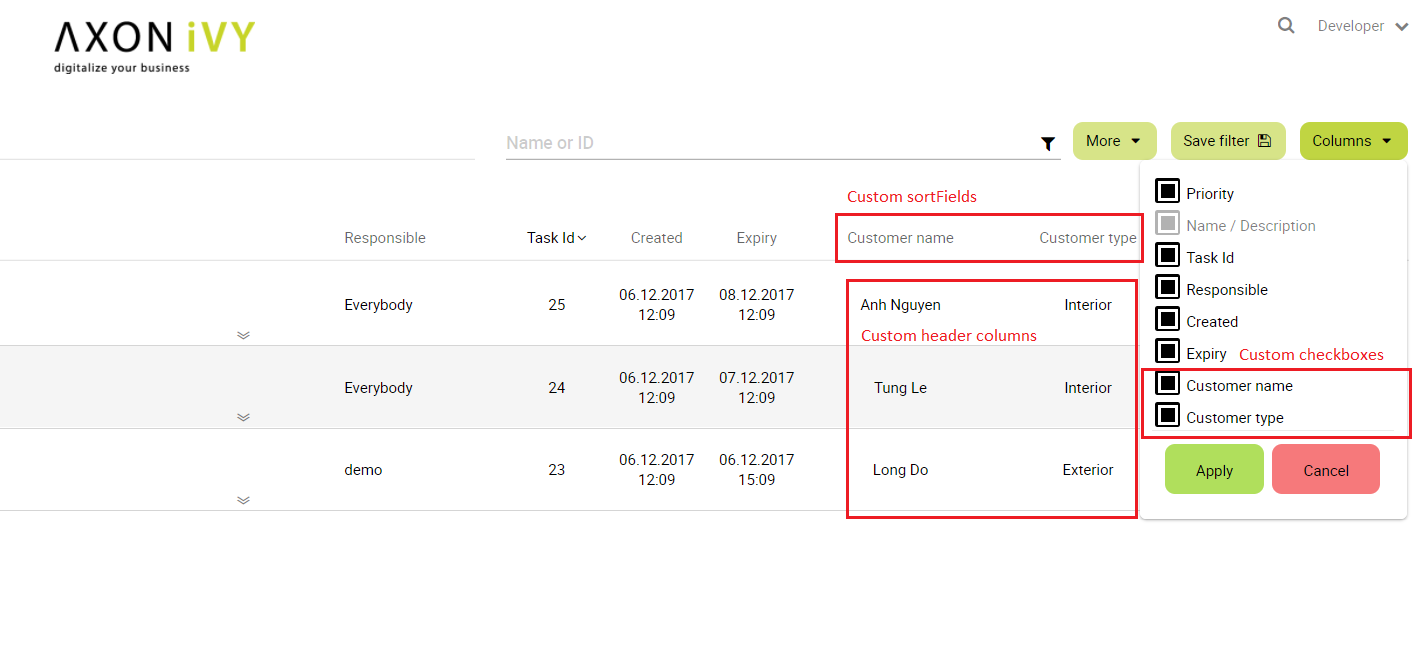 AXON iVY
digitalize your business
Developer
Name or ID
More
Save filter
Columns
Custom sortFields
Responsible
Task Id
Created
Expiry
Customer name
Customer type
Everybody
25
06.12.2017
12:09
08.12.2017
12:09
Anh Nguyen
Interior
Custom header columns
Everybody
24
06.12.2017
12:09
07.12.2017
12:09
Tung Le
Interior
demo
23
06.12.2017
12:09
06.12.2017
15:09
Long Do
Exterior
Priority
Name / Description
Task Id
Responsible
Created
Expiry
Custom checkboxes
Customer name
Customer type
Apply
Cancel